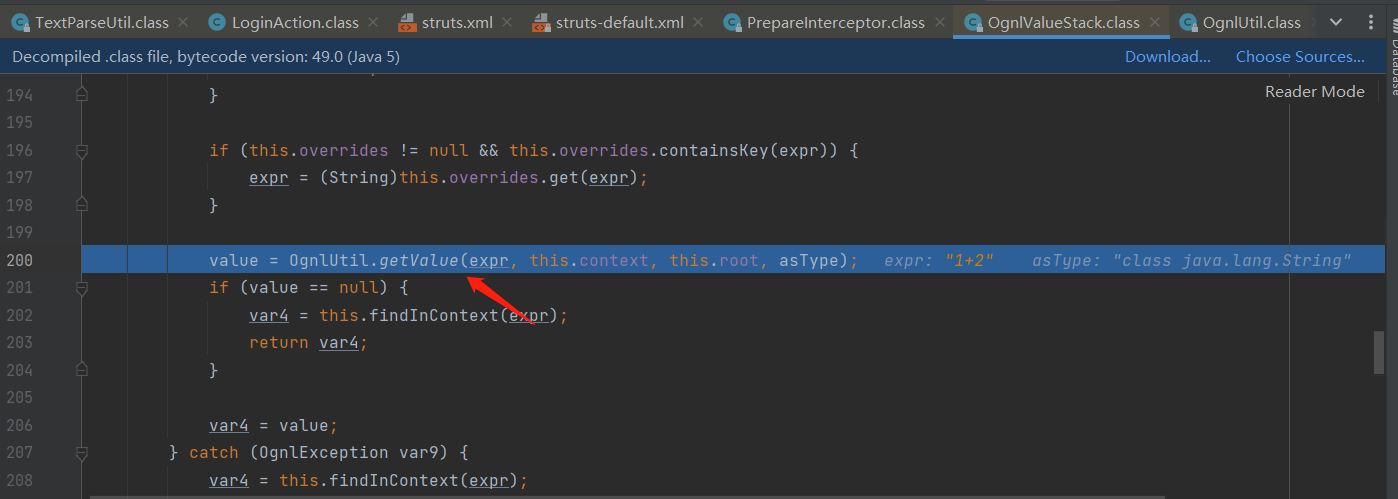 TextParseUtil.class LoginAction.class struts.xml struts-default.xml PrepareInterceptor.class OgnlValueStack.class OgnlUtil.class
Decompiled .class file, bytecode version: 49.0 (Java 5) Download... Choose Sources...
Reader Mode
Database
194 }
195
196 if (this.overrides != null && this.overrides.containsKey(expr)) {
197 expr = (String)this.overrides.get(expr);
198 }
199
200 value = OgnlUtil.getValue(expr, this.context, this.root, asType); expr: "1+2" asType: "class java.lang.String"
201 if (value == null) {
202 var4 = this.findInContext(expr);
203 return var4;
204 }
205
206 var4 = value;
207 } catch (OgnlException var9) {
208 var4 = this.findInContext(expr);